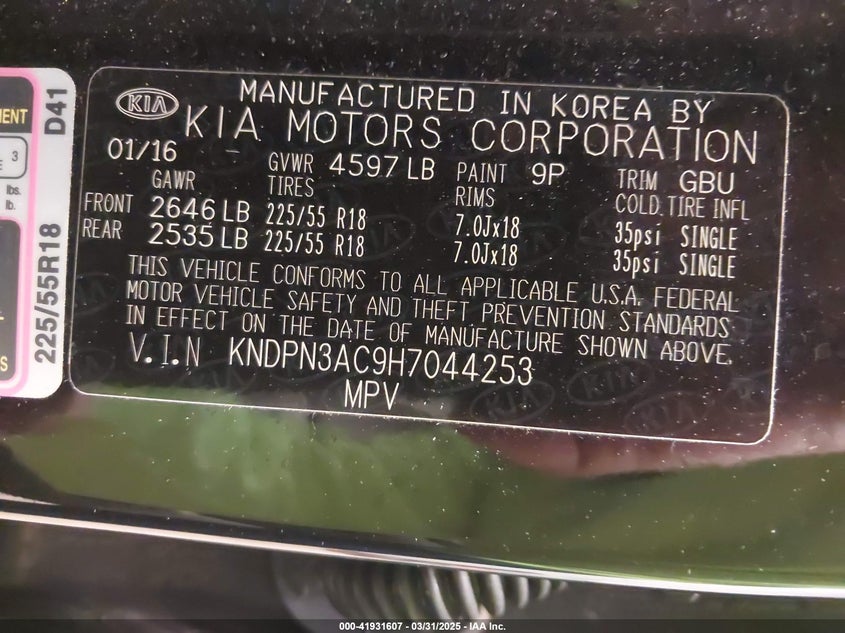 KIA
MANUFACTURED IN KOREA BY
KIA MOTORS CORPORATION
01/16 GVWR 4597 LB PAINT 9P TRIM GBU
GAWR TIRES RIMS COLD.TIRE INFL
FRONT 2646 LB 225/55 R18 7.0Jx18 35psi SINGLE
REAR 2535 LB 225/55 R18 7.0Jx18 35psi SINGLE
THIS VEHICLE CONFORMS TO ALL APPLICABLE U.S.A. FEDERAL
MOTOR VEHICLE SAFETY AND THEFT PREVENTION STANDARDS
IN EFFECT ON THE DATE OF MANUFACTURE SHOWN ABOVE.
V.I.N KNDPN3AC9H7044253
MPV
D41
225/55R18
3
lbs.
lb.
000-41931607 - 03/31/2025 - IAA Inc.